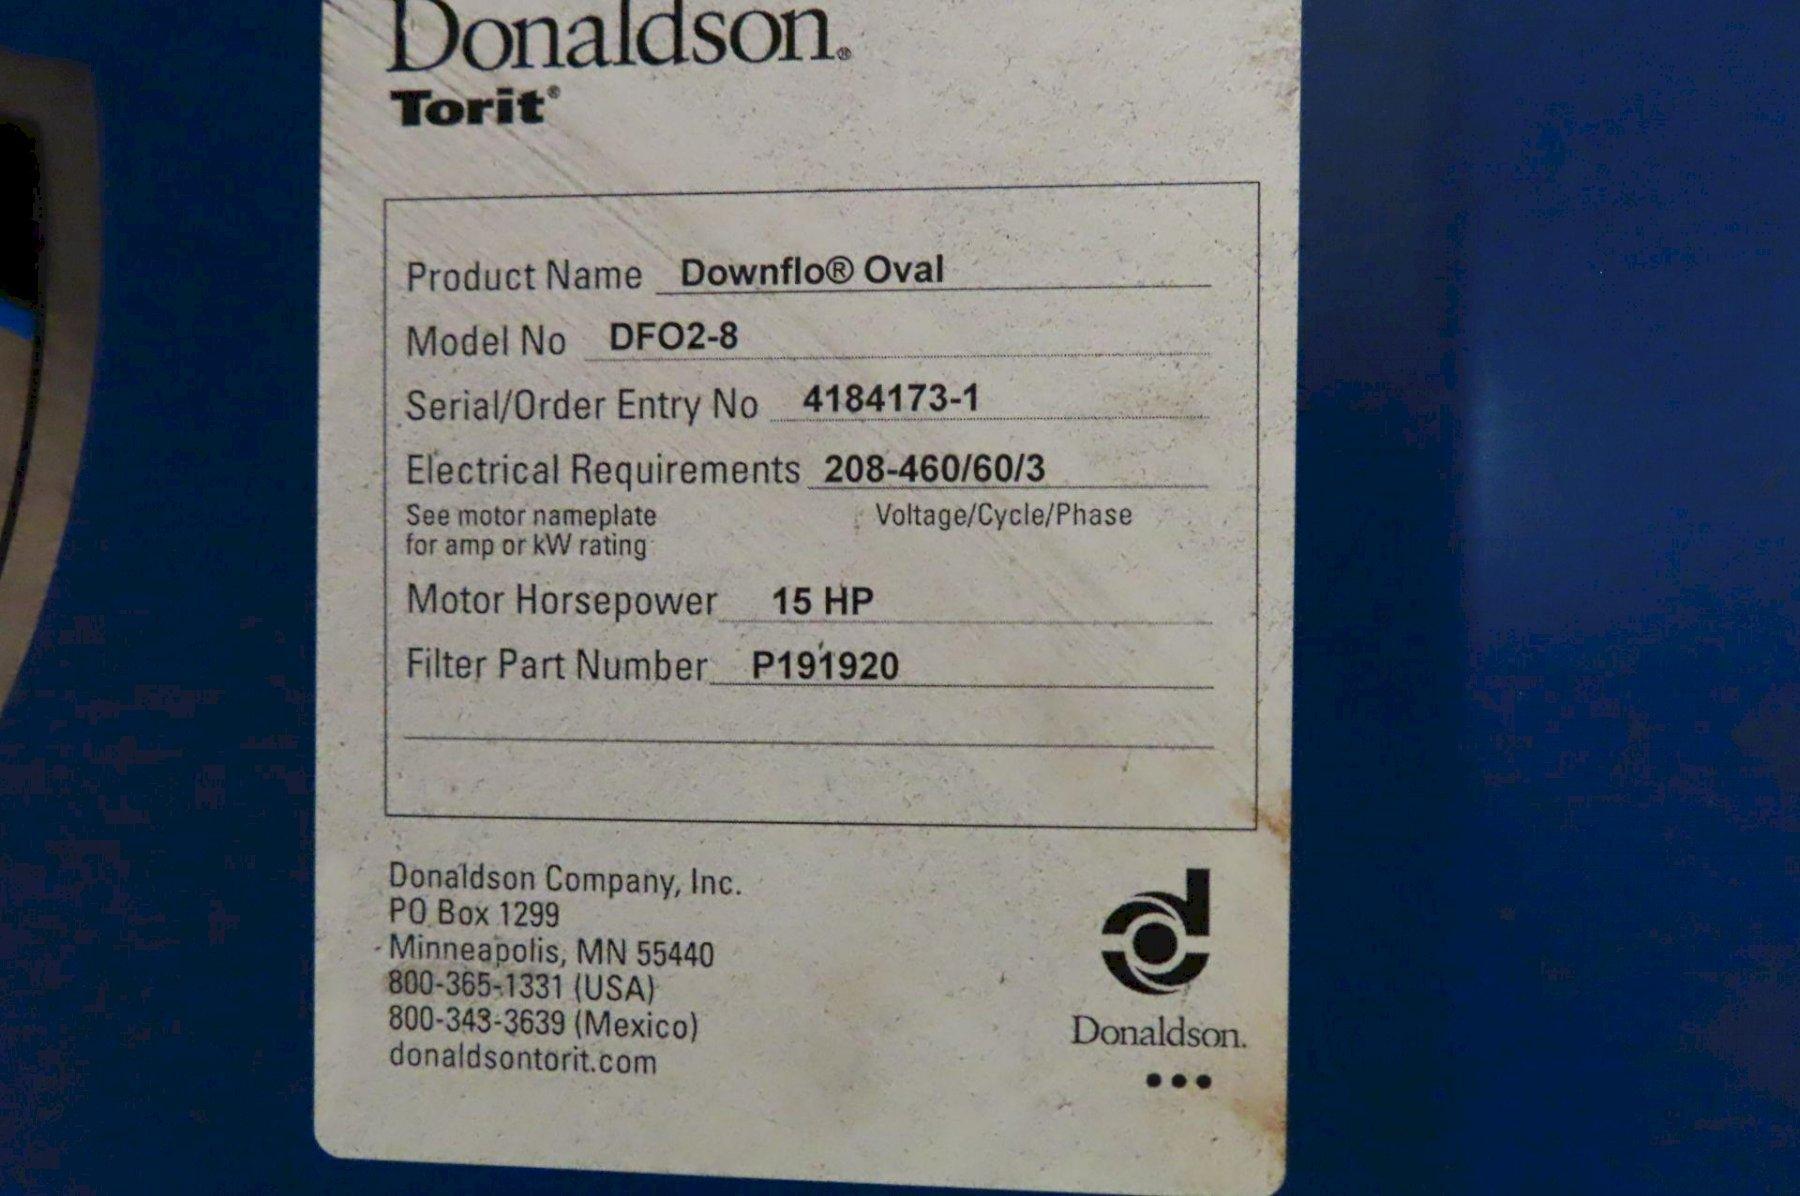 Donaldson®
Torit®
Product Name Downflo® Oval
Model No DFO2-8
Serial/Order Entry No 4184173-1
Electrical Requirements 208-460/60/3
See motor nameplate Voltage/Cycle/Phase
for amp or kW rating
Motor Horsepower 15 HP
Filter Part Number P191920
Donaldson Company, Inc.
PO Box 1299
Minneapolis, MN 55440
800-365-1331 (USA)
800-343-3639 (Mexico)
donaldsontorit.com
Donaldson.